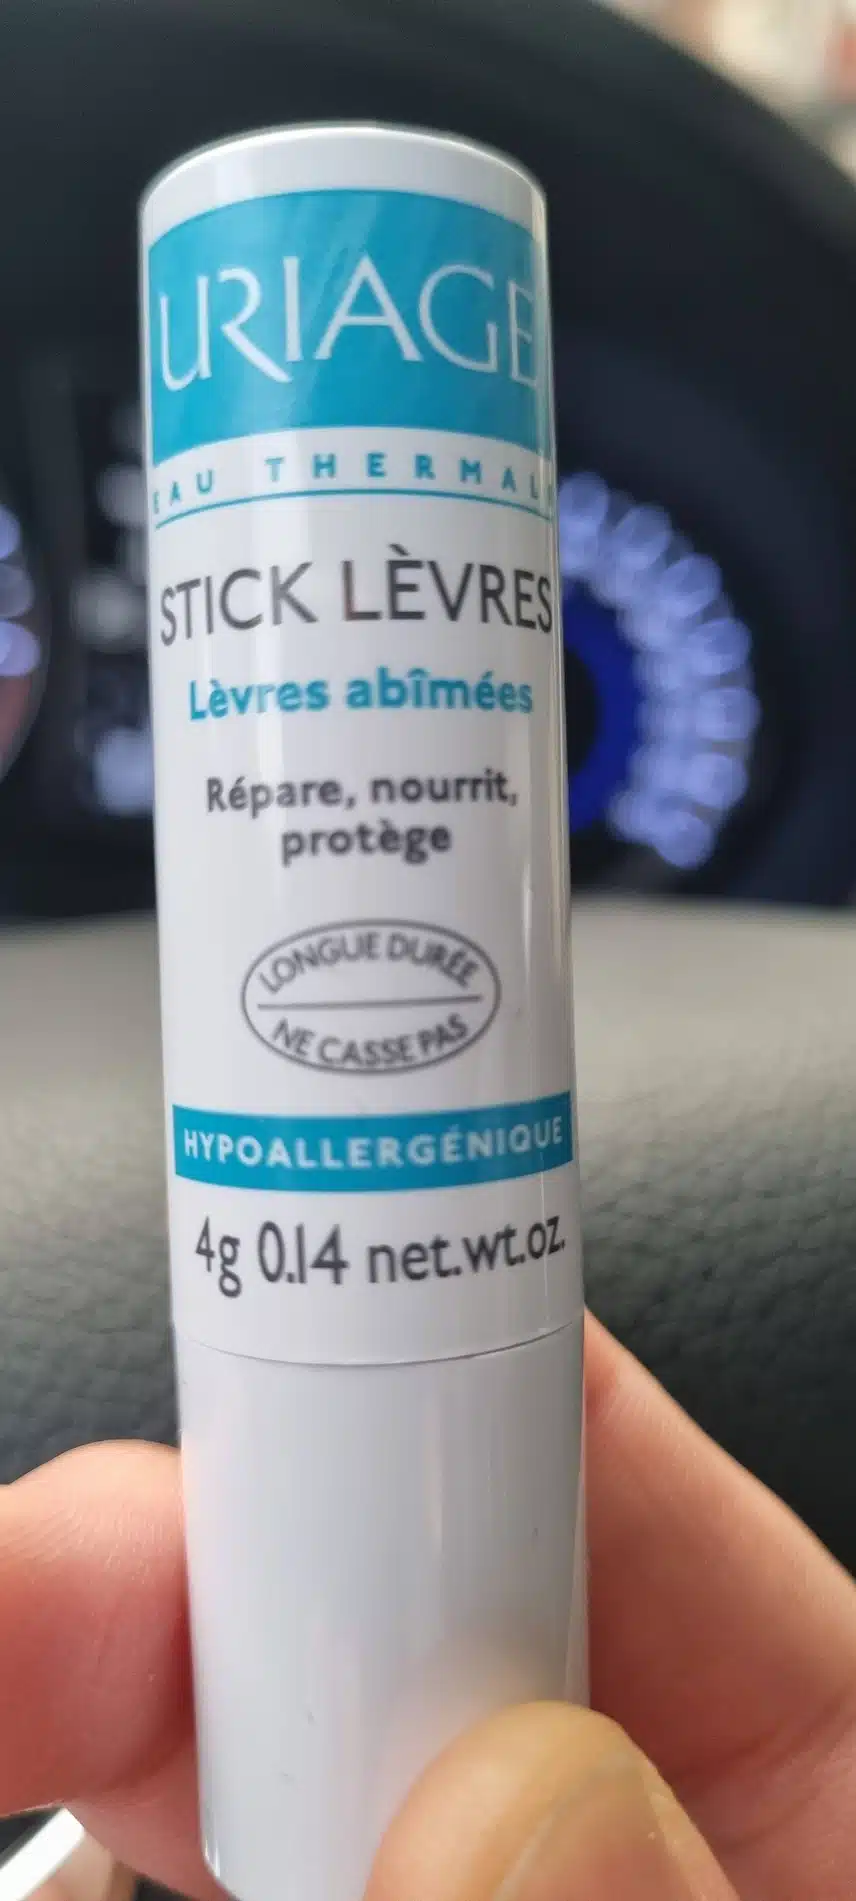 URIAGE
EAU THERMALE
STICK LÈVRES
Lèvres abîmées
Répare, nourrit,
protège
LONGUE DURÉE
NE CASSE PAS
HYPOALLERGÉNIQUE
4g 0.14 net.wt.oz.